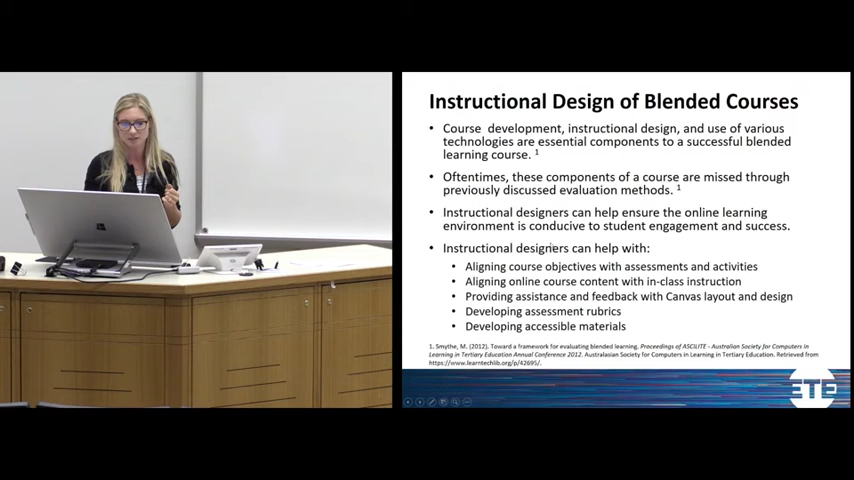 Instructional Design of Blended Courses
• Course development, instructional design, and use of various
technologies are essential components to a successful blended
learning course. 1
• Oftentimes, these components of a course are missed through
previously discussed evaluation methods. 1
• Instructional designers can help ensure the online learning
environment is conducive to student engagement and success.
• Instructional designers can help with:
• Aligning course objectives with assessments and activities
• Aligning online course content with in-class instruction
• Providing assistance and feedback with Canvas layout and design
• Developing assessment rubrics
• Developing accessible materials
1. Smythe, M. (2012). Toward a framework for evaluating blended learning. Proceedings of ASCILITE - Australian Society for Computers in
Learning in Tertiary Education Annual Conference 2012. Australasian Society for Computers in Learning in Tertiary Education. Retrieved from
https://www.learntechlib.org/p/42695/.
ETP